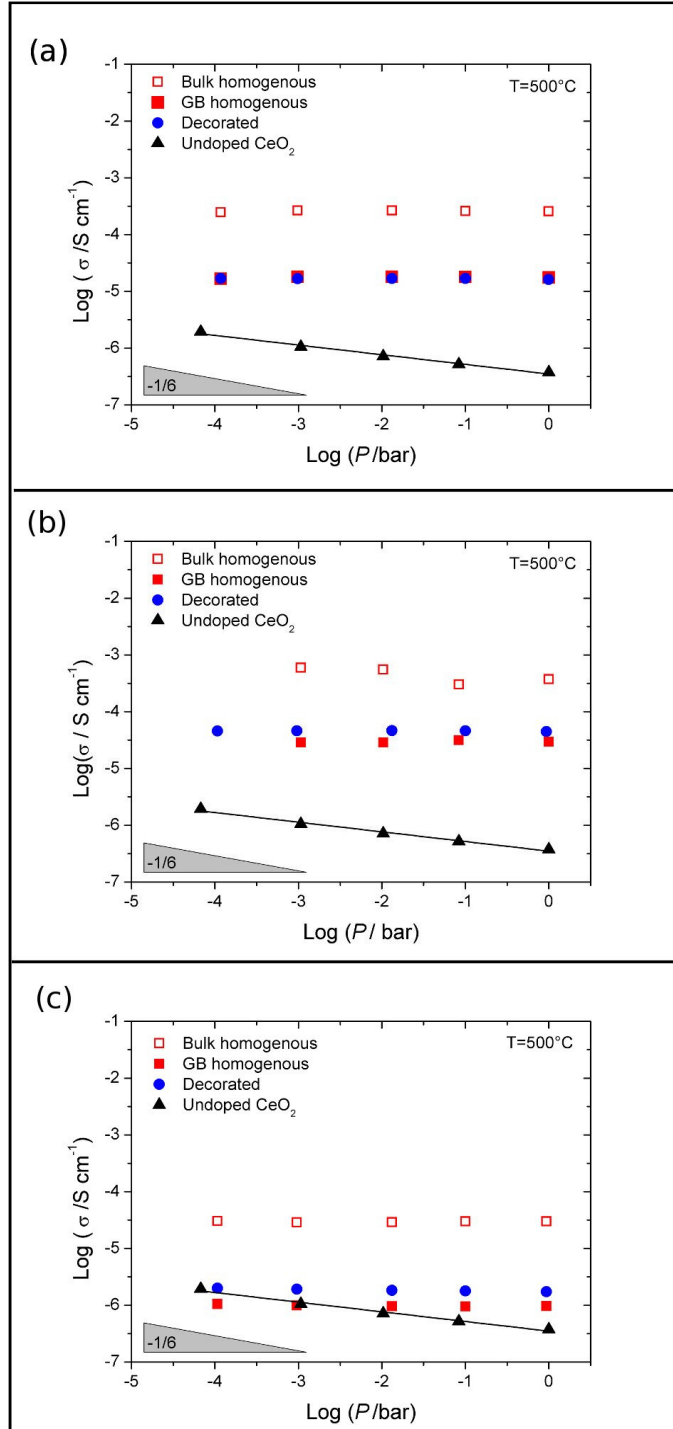 (a)
-1
Bulk homogenous
T=500°C
GB homogenous
-2
Decorated
Undoped CeO₂
-3
-4
-5
-6
-1/6
-7
-5 -4 -3 -2 -1 0
Log (P/bar)
Log ( σ /S cm⁻¹)
(b)
-1
Bulk homogenous
T=500°C
GB homogenous
-2
Decorated
Undoped CeO₂
-3
-4
-5
-6
-1/6
-7
-5 -4 -3 -2 -1 0
Log (P/ bar)
Log(σ / S cm⁻¹)
(c)
-1
Bulk homogenous
T=500°C
GB homogenous
-2
Decorated
Undoped CeO₂
-3
-4
-5
-6
-1/6
-7
-5 -4 -3 -2 -1 0
Log (P/bar)
Log ( σ /S cm⁻¹)